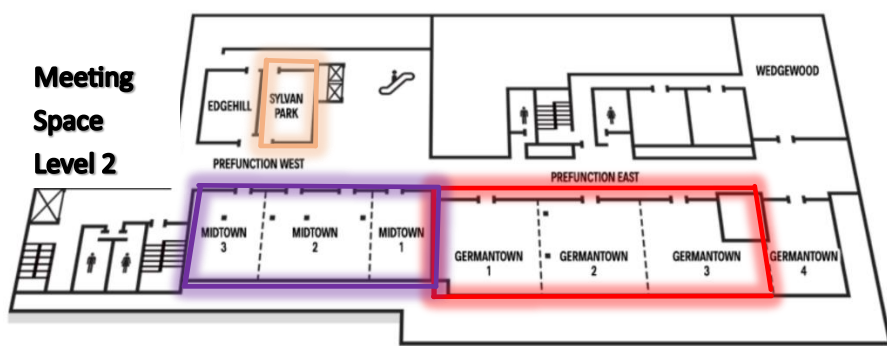 Meeting
Space
Level 2
WEDGEWOOD
EDGEHILL
SYLVAN
PARK
PREFUNCTION WEST
PREFUNCTION EAST
MIDTOWN
3
MIDTOWN
2
MIDTOWN
1
GERMANTOWN
1
GERMANTOWN
2
GERMANTOWN
3
GERMANTOWN
4